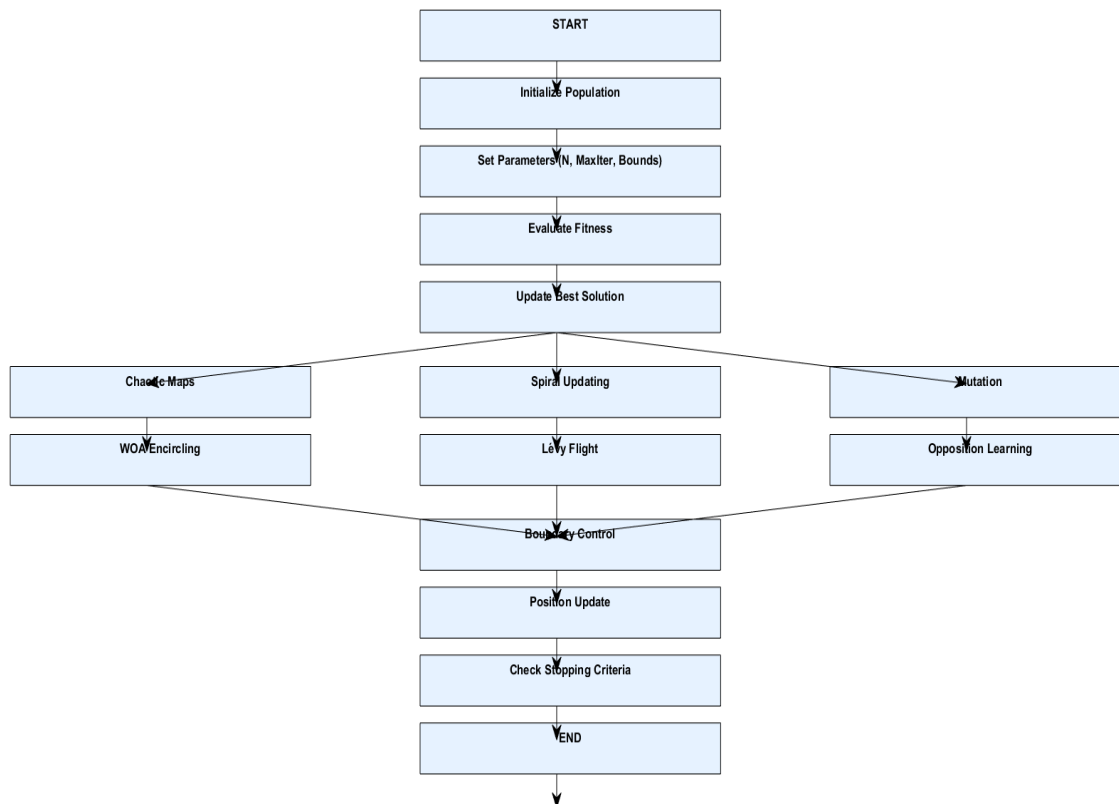 START
Initialize Population
Set Parameters (N, MaxIter, Bounds)
Evaluate Fitness
Update Best Solution
Chaotic Maps
Spiral Updating
Mutation
WOA Encircling
Lévy Flight
Opposition Learning
Boundary Control
Position Update
Check Stopping Criteria
END